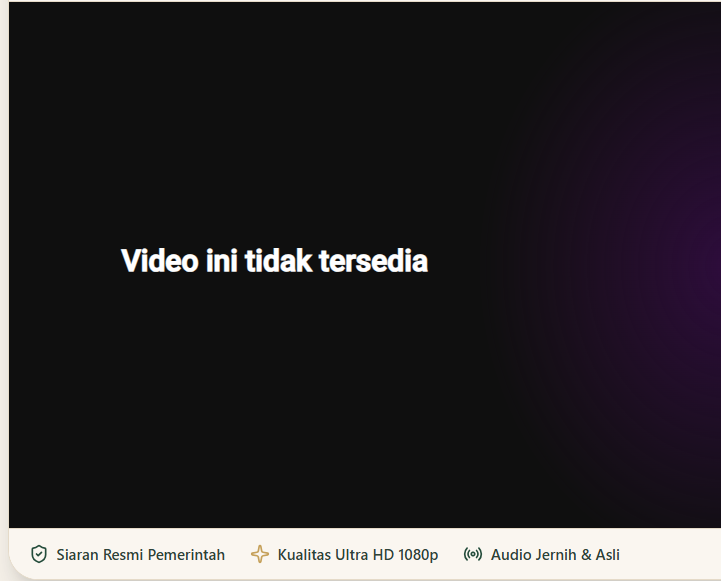 Video ini tidak tersedia
Siaran Resmi Pemerintah
Kualitas Ultra HD 1080p
Audio Jernih & Asli